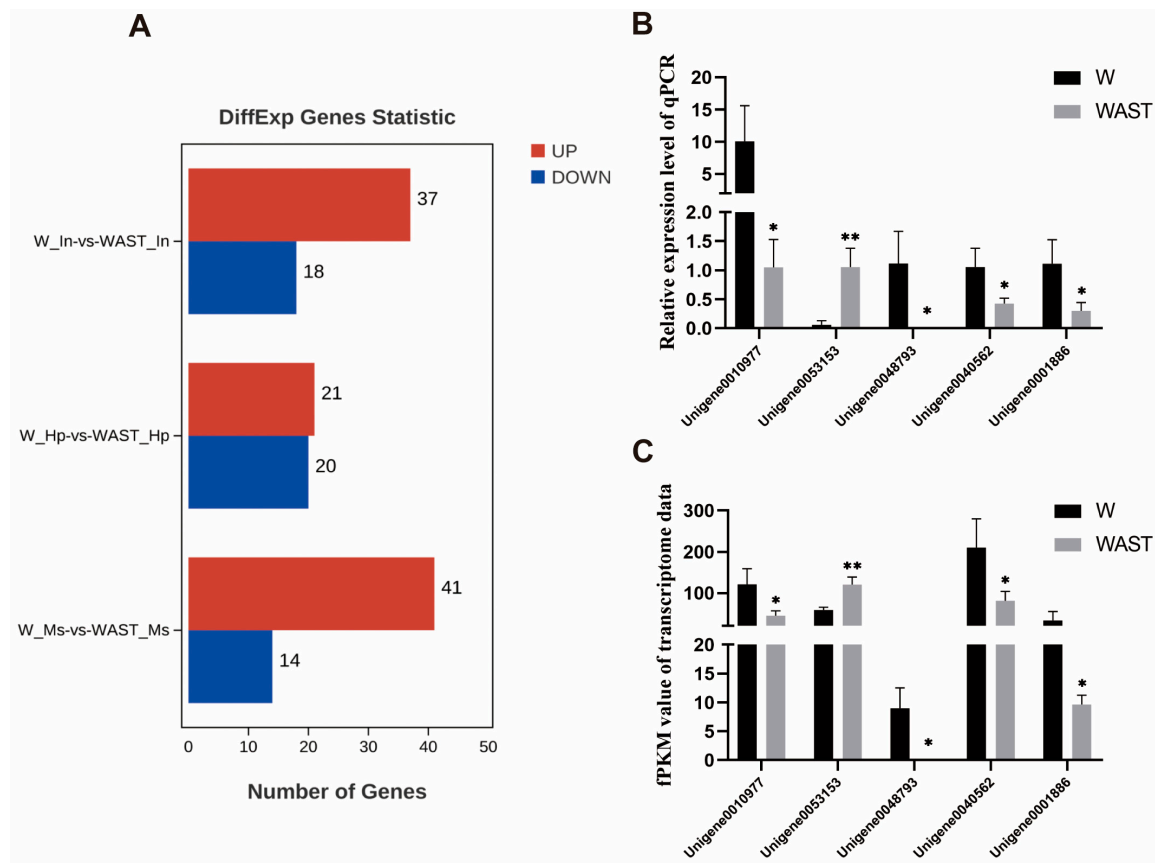 A
DiffExp Genes Statistic
UP
DOWN
W_In-vs-WAST_In
37
18
W_Hp-vs-WAST_Hp
21
20
W_Ms-vs-WAST_Ms
41
14
0 10 20 30 40 50
Number of Genes
B
Relative expression level of qPCR
20
15
10
5
2.0
1.5
1.0
0.5
0.0
W
WAST
*
**
*
*
*
Unigene0010977
Unigene0053153
Unigene0048793
Unigene0040562
Unigene0001886
C
fPKM value of transcriptome data
300
200
100
20
15
10
5
0
W
WAST
*
**
*
*
*
Unigene0010977
Unigene0053153
Unigene0048793
Unigene0040562
Unigene0001886